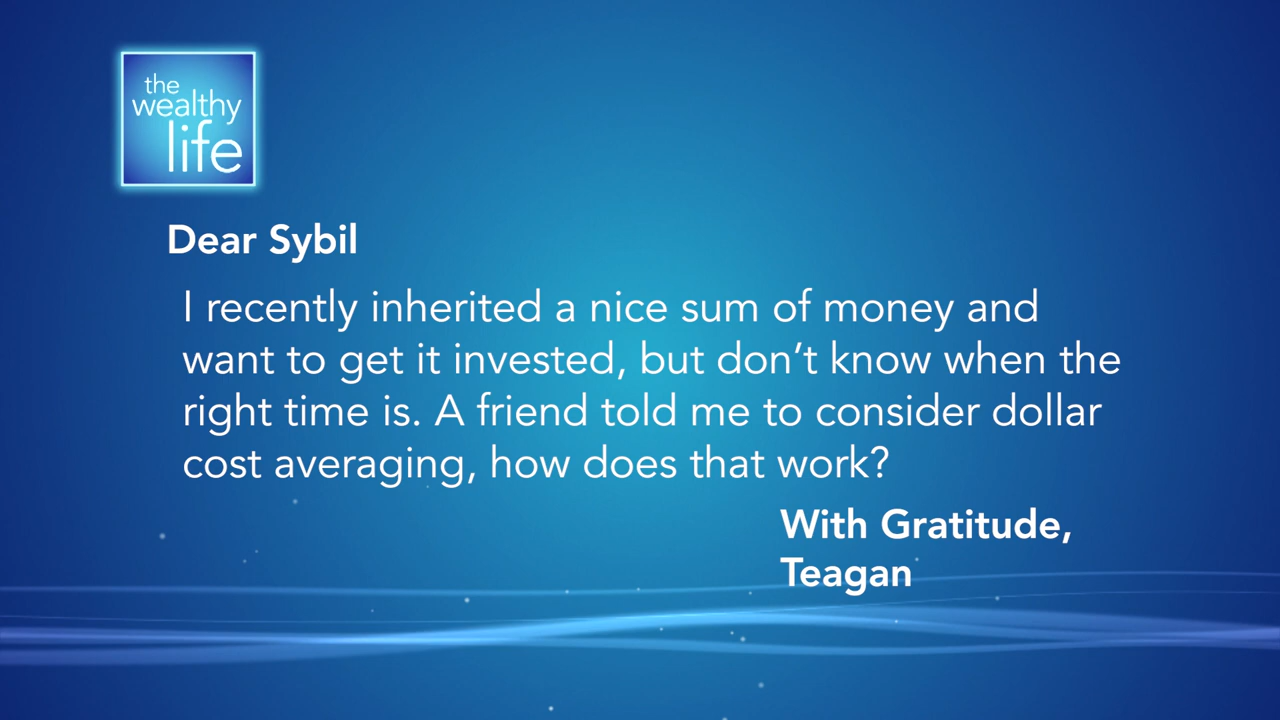 the
wealthy
life
Dear Sybil
I recently inherited a nice sum of money and
want to get it invested, but don’t know when the
right time is. A friend told me to consider dollar
cost averaging, how does that work?
With Gratitude,
Teagan